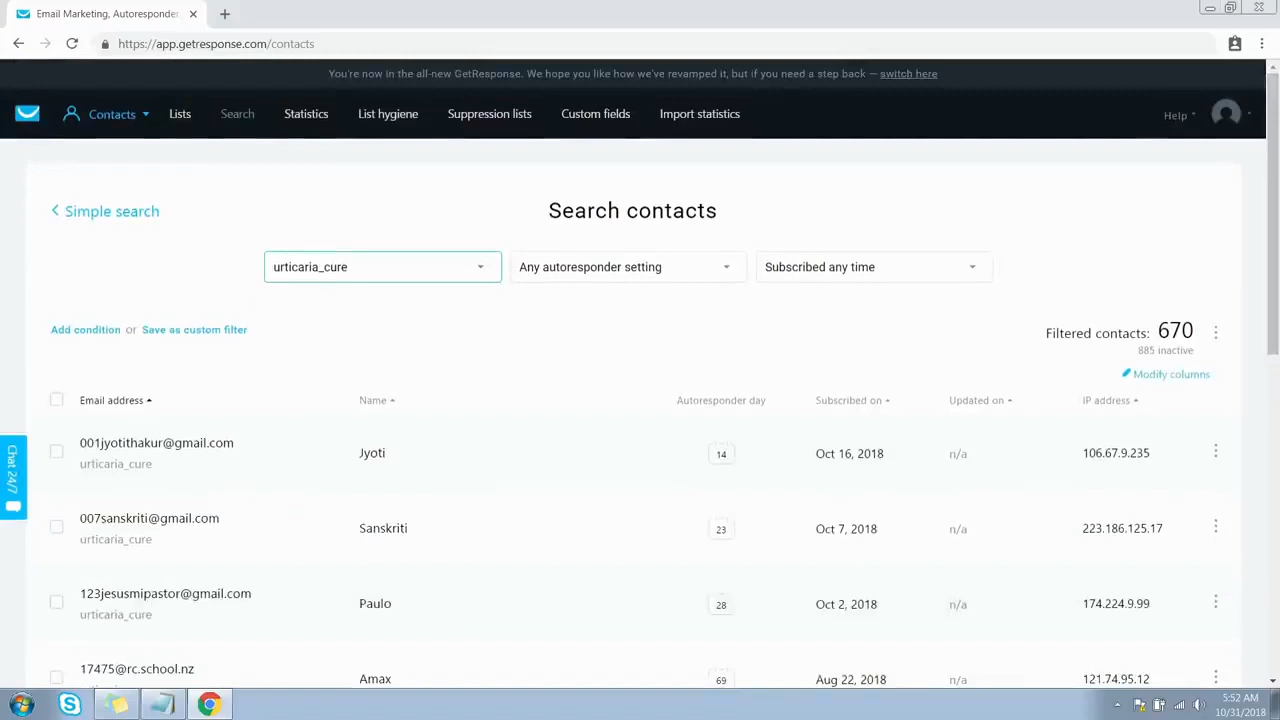 Email Marketing, Autoresponder
https://app.getresponse.com/contacts
You're now in the all-new GetResponse. We hope you like how we've revamped it, but if you need a step back — switch here
Contacts Lists Search Statistics List hygiene Suppression lists Custom fields Import statistics Help
Simple search
Search contacts
urticaria_cure Any autoresponder setting Subscribed any time
Add condition or Save as custom filter
Filtered contacts: 670
885 inactive
Modify columns
Email address Name Autoresponder day Subscribed on Updated on IP address
001jyotithakur@gmail.com Jyoti 14 Oct 16, 2018 n/a 106.67.9.235
urticaria_cure
007sanskriti@gmail.com Sanskriti 23 Oct 7, 2018 n/a 223.186.125.17
urticaria_cure
123jesusmipastor@gmail.com Paulo 28 Oct 2, 2018 n/a 174.224.9.99
urticaria_cure
17475@rc.school.nz Amax 69 Aug 22, 2018 n/a 121.74.95.12
Chat 24/7
5:52 AM
10/31/2018